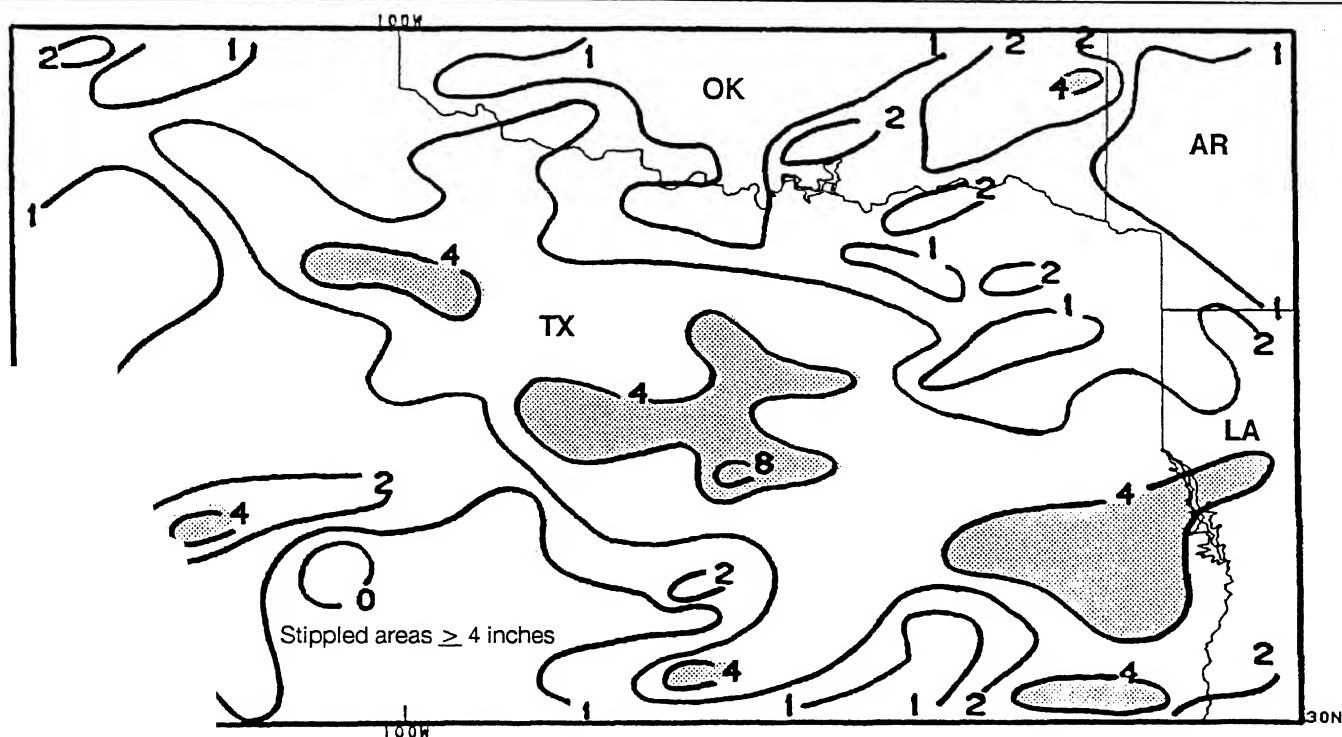 100W
2 1 1 1 2 2 1
OK
4
2
AR
1
2
4 1
2
TX 1 1
2
4
LA
8
2 4
4
0 2
Stippled areas ≥ 4 inches
4 4 2
1 1 1 2
100W 30N